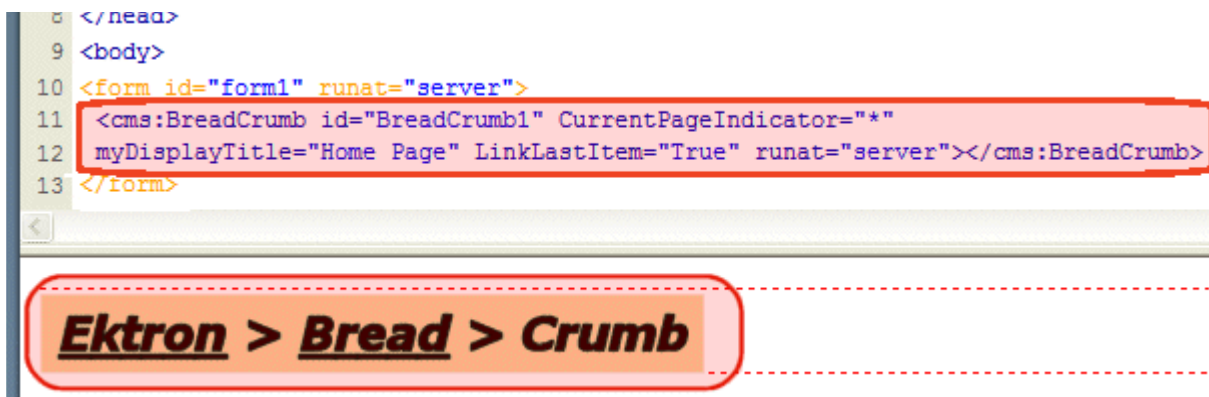 8 </head>
9 <body>
10 <form id="form1" runat="server">
11 <cms:BreadCrumb id="BreadCrumb1" CurrentPageIndicator="*"
12 myDisplayTitle="Home Page" LinkLastItem="True" runat="server"></cms:BreadCrumb>
13 </form>
Ektron > Bread > Crumb